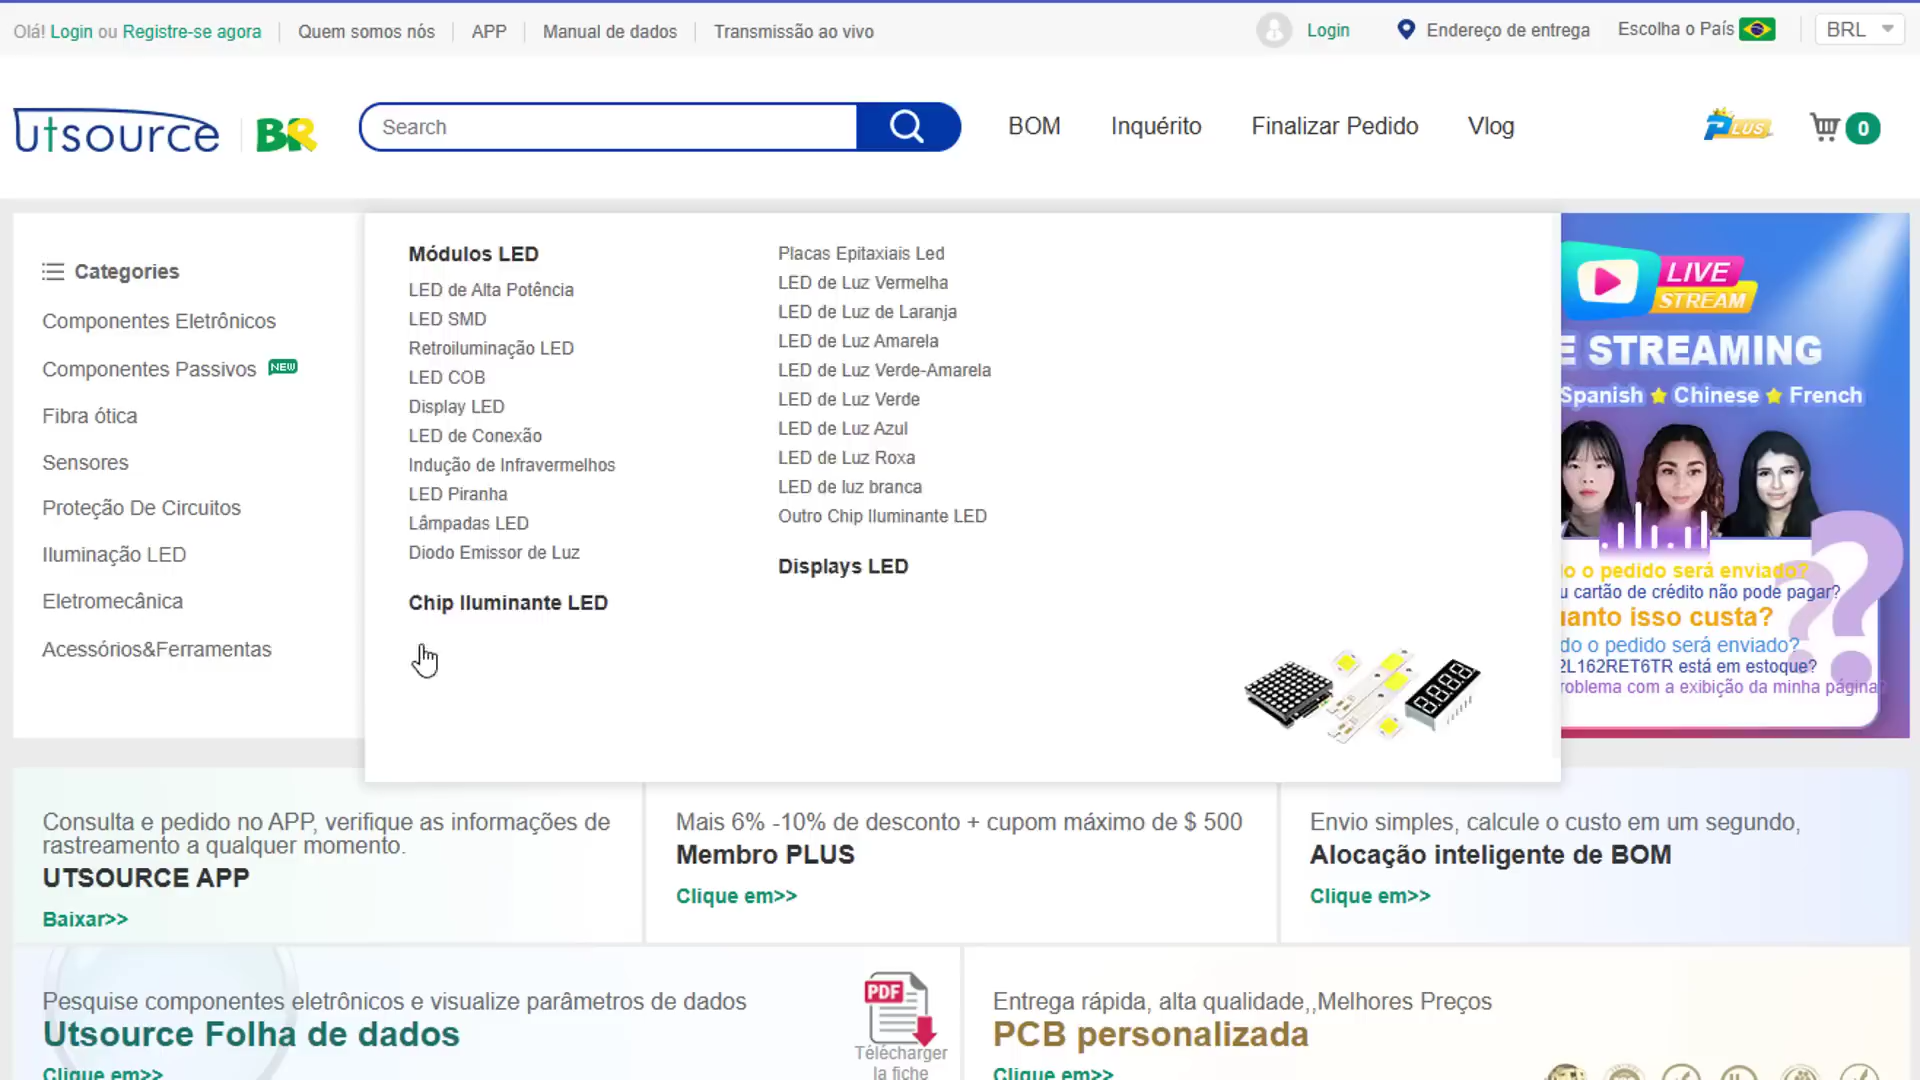 Olá! Login ou Registre-se agora
Quem somos nós
APP
Manual de dados
Transmissão ao vivo
Login
Endereço de entrega
Escolha o País
BRL
utsource
BR
Search
BOM
Inquérito
Finalizar Pedido
Vlog
PLUS
0
Categories
Componentes Eletrônicos
Componentes Passivos NEW
Fibra ótica
Sensores
Proteção De Circuitos
Iluminação LED
Eletromecânica
Acessórios&Ferramentas
Módulos LED
LED de Alta Potência
LED SMD
Retroiluminação LED
LED COB
Display LED
LED de Conexão
Indução de Infravermelhos
LED Piranha
Lâmpadas LED
Diodo Emissor de Luz
Chip Iluminante LED
Placas Epitaxiais Led
LED de Luz Vermelha
LED de Luz de Laranja
LED de Luz Amarela
LED de Luz Verde-Amarela
LED de Luz Verde
LED de Luz Azul
LED de Luz Roxa
LED de luz branca
Outro Chip Iluminante LED
Displays LED
LIVE
STREAM
E STREAMING
Spanish Chinese French
do o pedido será enviado?
u cartão de crédito não pode pagar?
uanto isso custa?
do o pedido será enviado?
2L162RET6TR está em estoque?
roblema com a exibição da minha página?
Consulta e pedido no APP, verifique as informações de
rastreamento a qualquer momento.
UTSOURCE APP
Baixar>>
Mais 6% -10% de desconto + cupom máximo de $ 500
Membro PLUS
Clique em>>
Envio simples, calcule o custo em um segundo,
Alocação inteligente de BOM
Clique em>>
Pesquise componentes eletrônicos e visualize parâmetros de dados
Utsource Folha de dados
Clique em>>
PDF
Télécharger
la fiche
Entrega rápida, alta qualidade,,Melhores Preços
PCB personalizada
Clique em>>